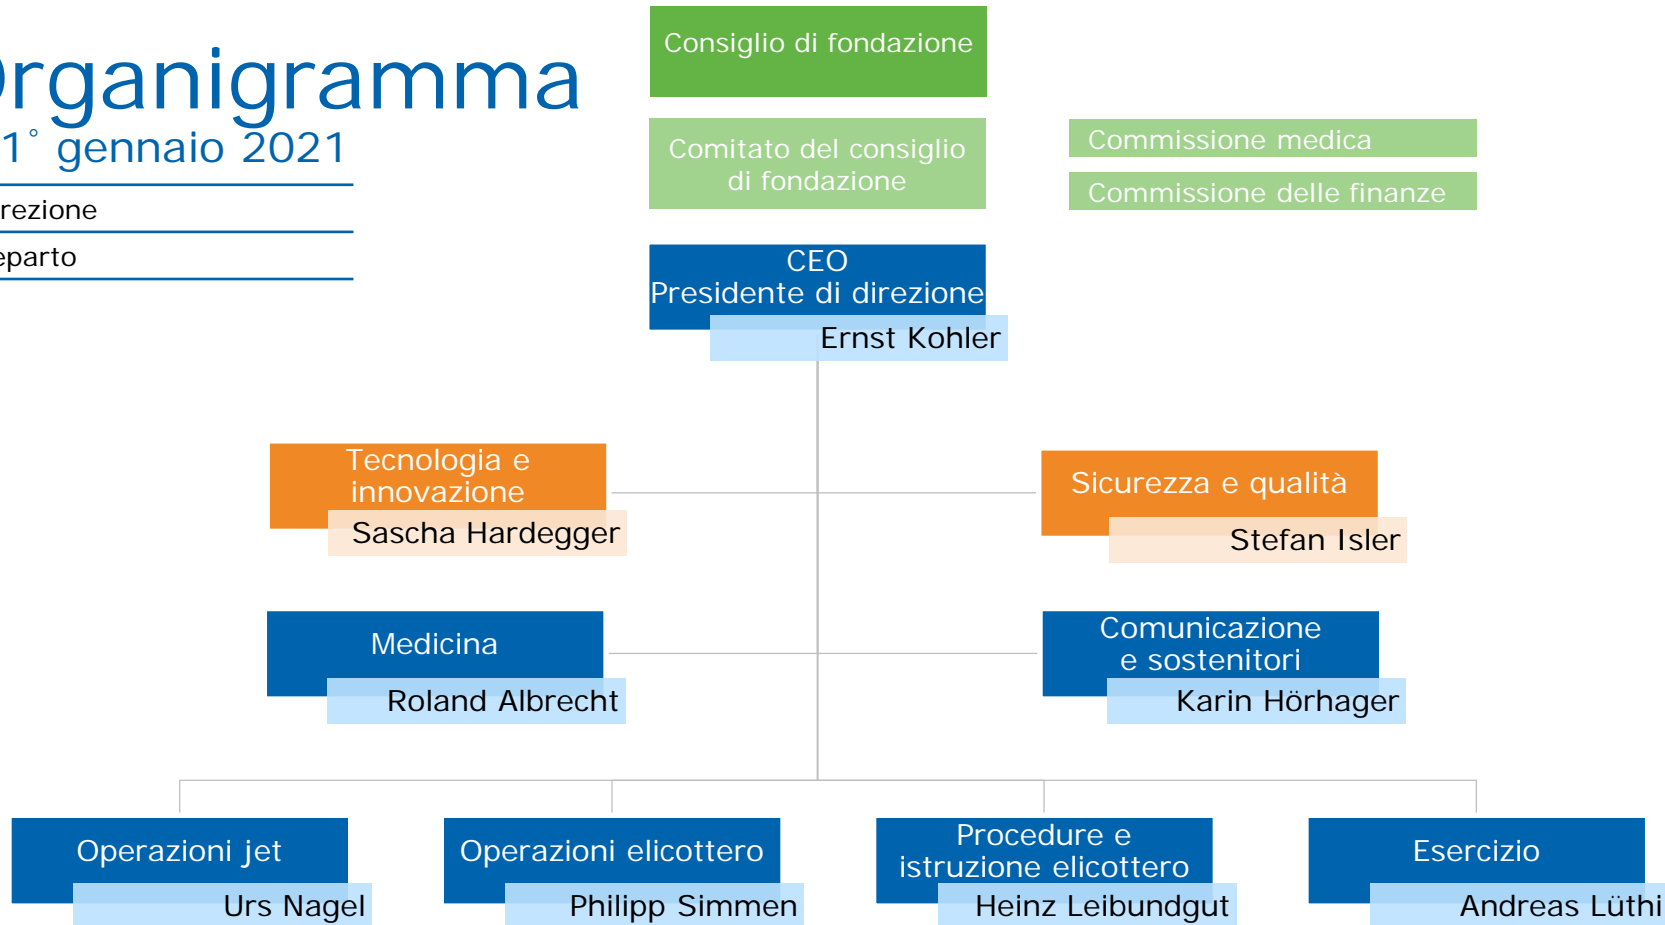 Organigramma
1° gennaio 2021
rezione
eparto
Consiglio di fondazione
Comitato del consiglio
di fondazione
Commissione medica
Commissione delle finanze
CEO
Presidente di direzione
Ernst Kohler
Tecnologia e
innovazione
Sascha Hardegger
Sicurezza e qualità
Stefan Isler
Medicina
Roland Albrecht
Comunicazione
e sostenitori
Karin Hörhager
Operazioni jet
Urs Nagel
Operazioni elicottero
Philipp Simmen
Procedure e
istruzione elicottero
Heinz Leibundgut
Esercizio
Andreas Lüthi